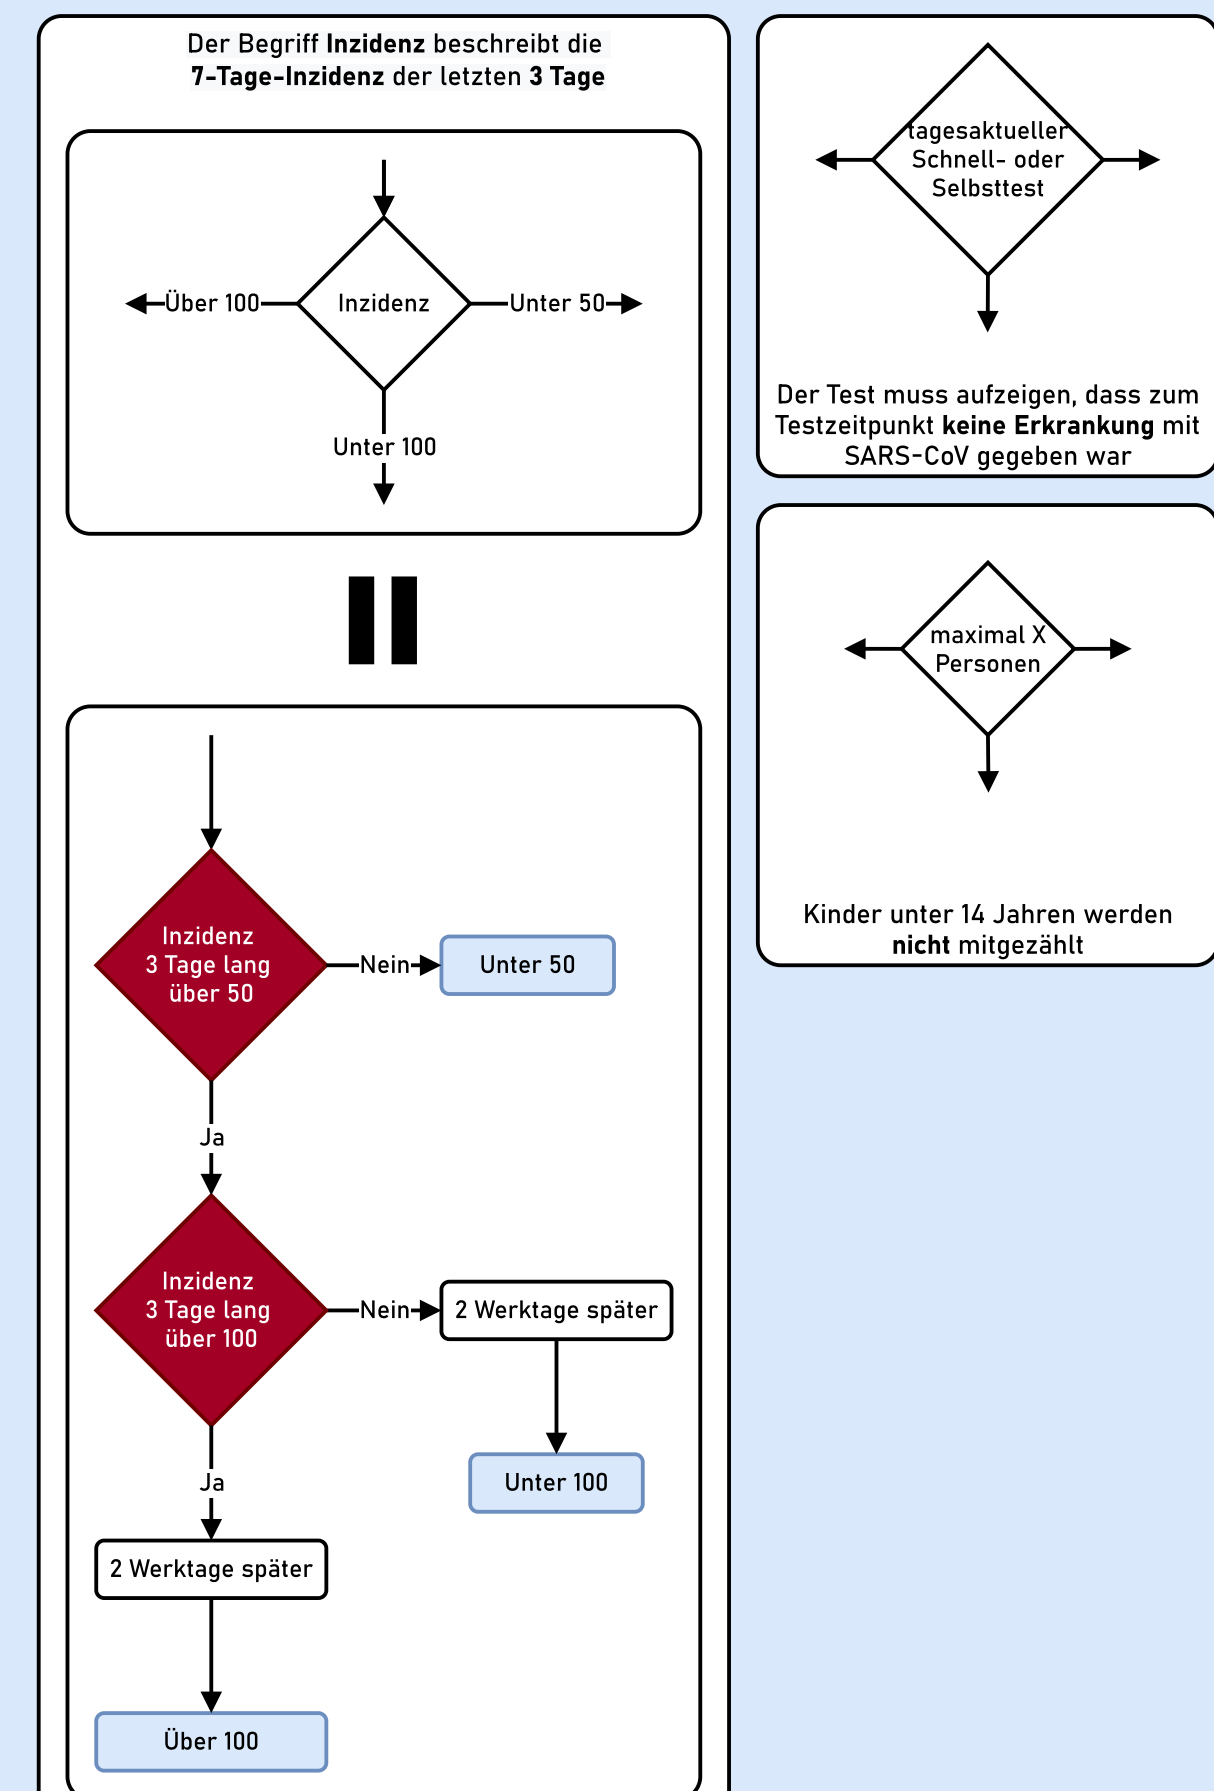 Der Begriff Inzidenz beschreibt die
7-Tage-Inzidenz der letzten 3 Tage
Über 100
Inzidenz
Unter 50
Unter 100
Inzidenz
3 Tage lang
über 50
Nein
Unter 50
Ja
Inzidenz
3 Tage lang
über 100
Nein
2 Werktage später
Unter 100
Ja
2 Werktage später
Über 100
tagesaktueller
Schnell- oder
Selbsttest
Der Test muss aufzeigen, dass zum
Testzeitpunkt keine Erkrankung mit
SARS-CoV gegeben war
maximal X
Personen
Kinder unter 14 Jahren werden
nicht mitgezählt